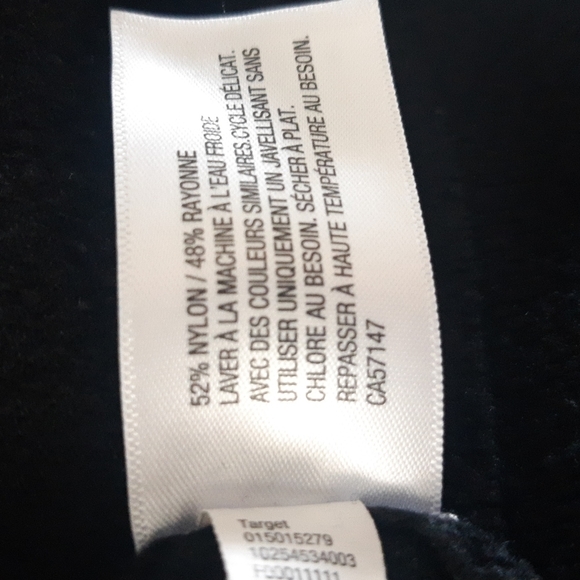 52% NYLON / 48% RAYONNE
LAVER À LA MACHINE À L'EAU FROIDE
AVEC DES COULEURS SIMILAIRES.CYCLE DÉLICAT.
UTILISER UNIQUEMENT UN JAVELLISANT SANS
CHLORE AU BESOIN. SÉCHER À PLAT.
REPASSER À HAUTE TEMPÉRATURE AU BESOIN.
CA57147
Target
015015279
10254534003
F00011111